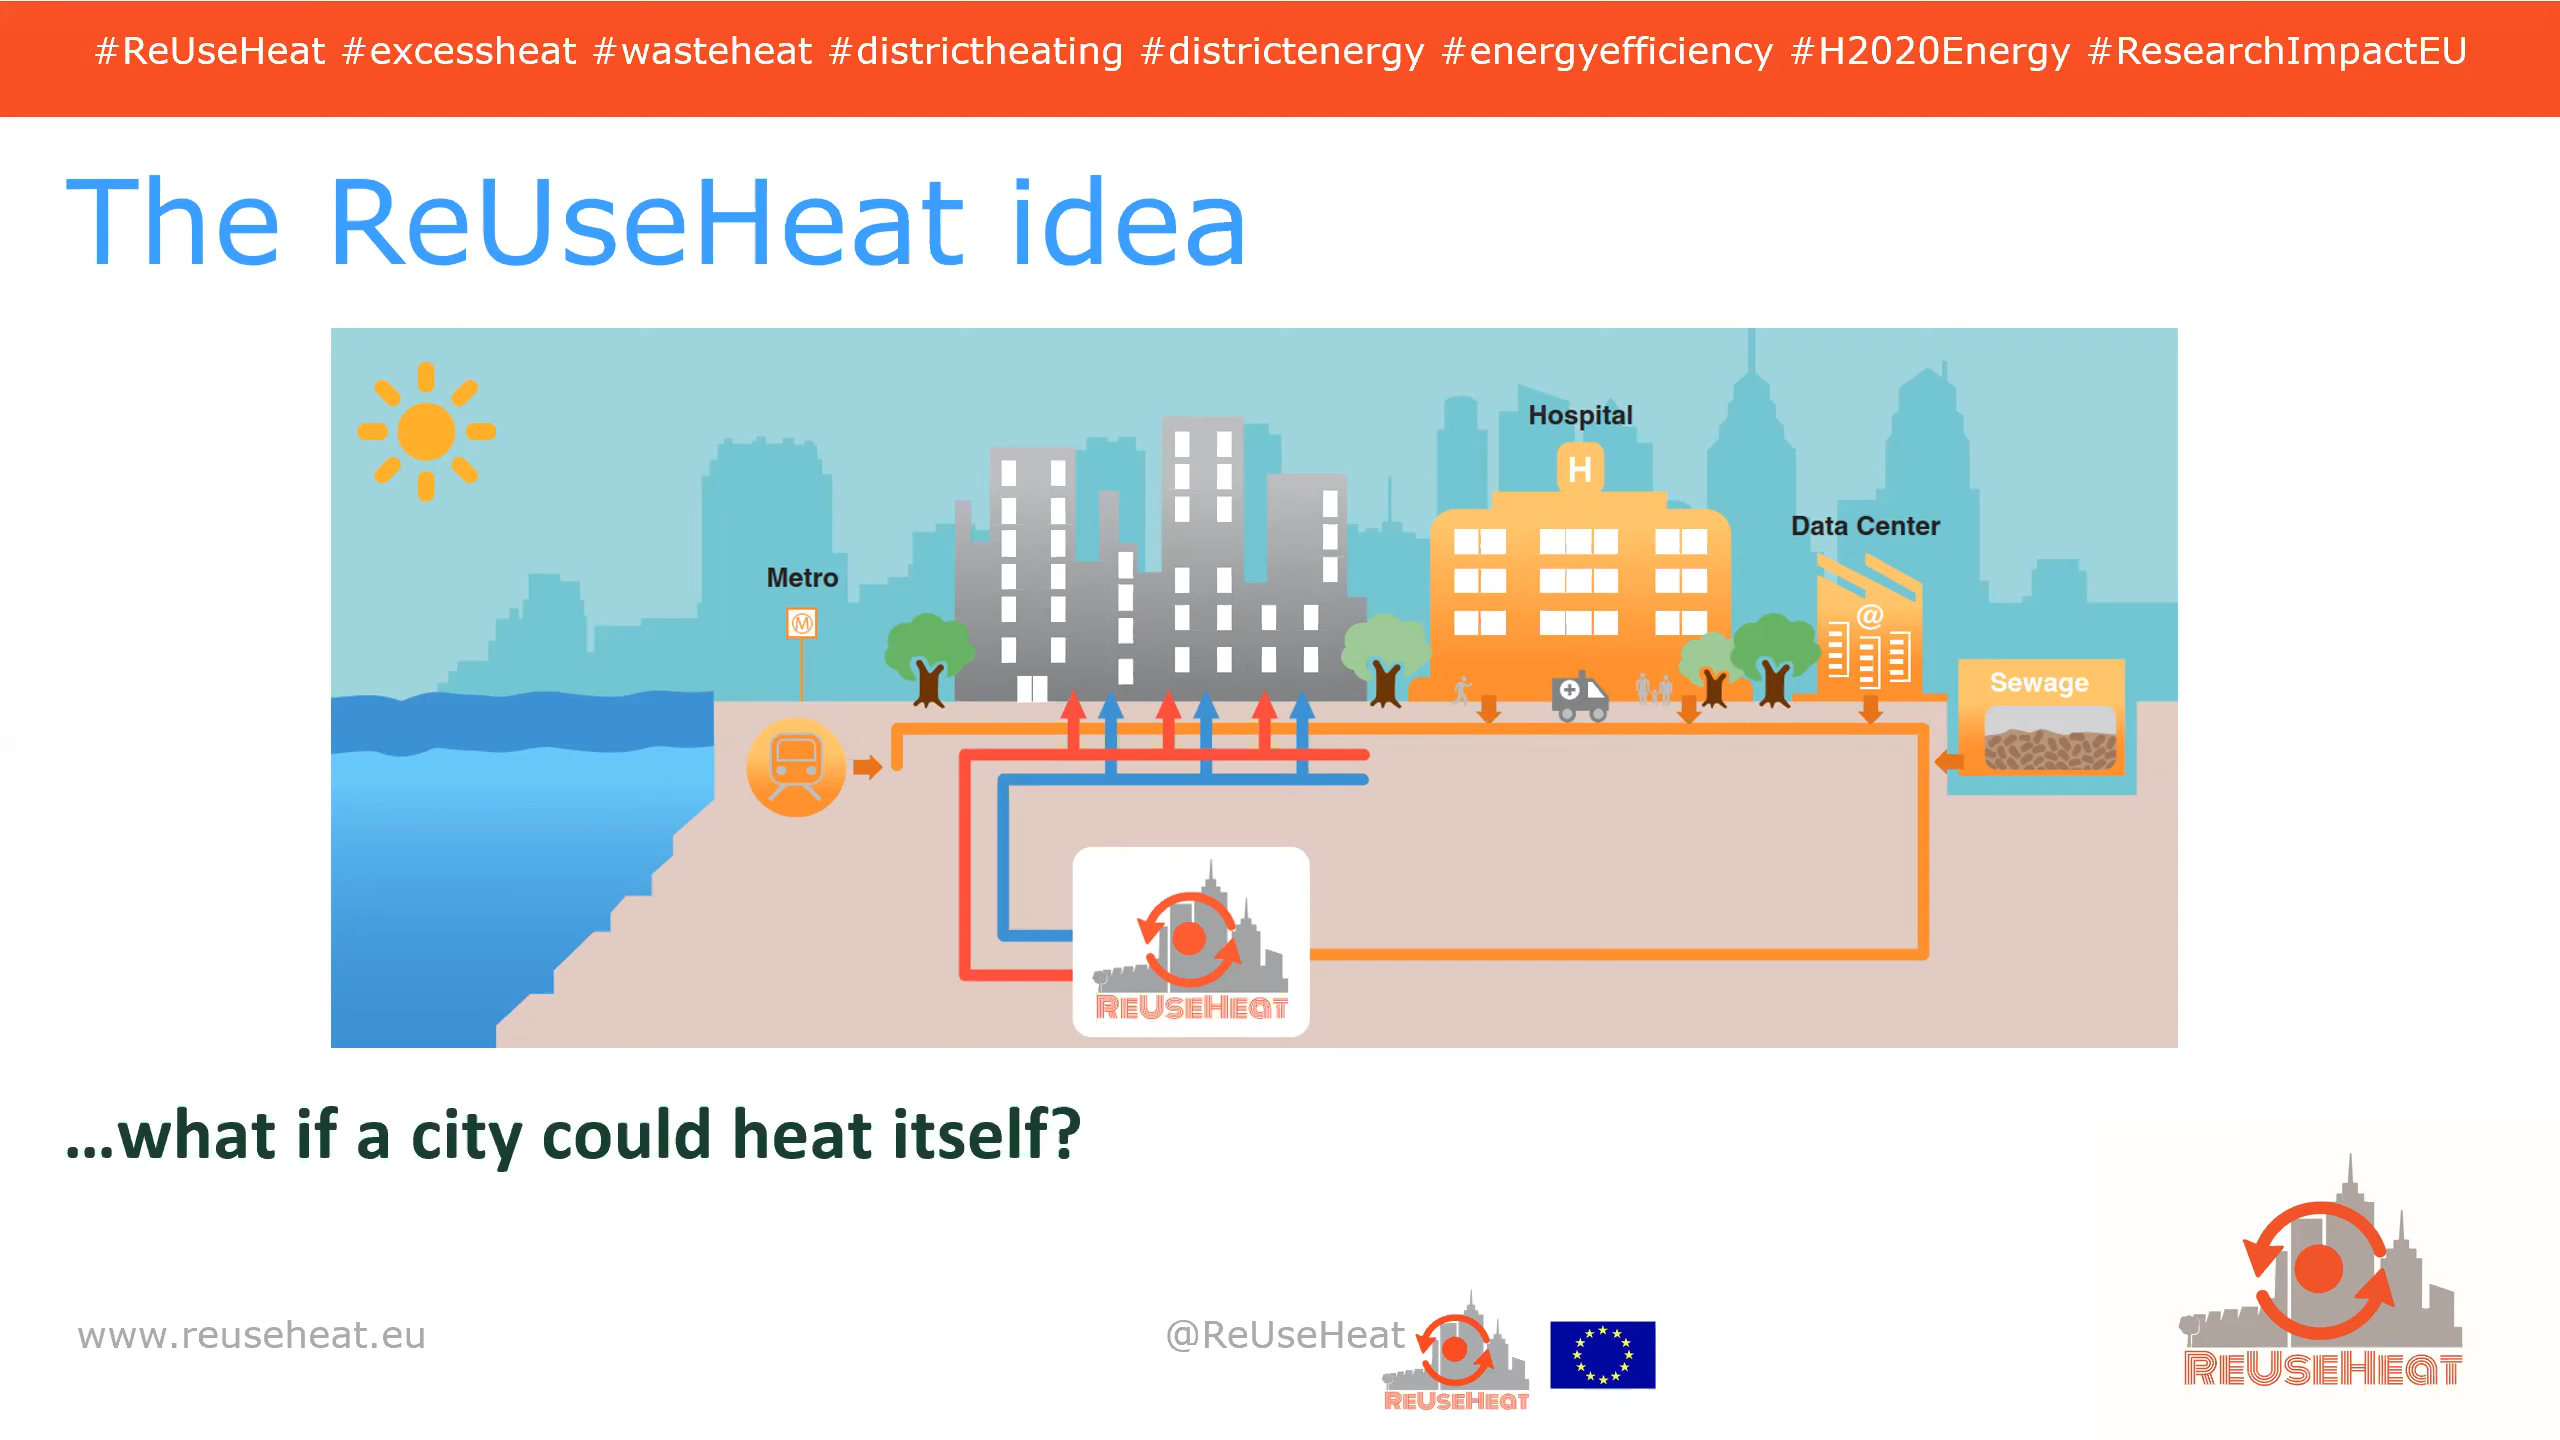 #ReUseHeat #excessheat #wasteheat #districtheating #districtenergy #energyefficiency #H2020Energy #ResearchImpactEU
The ReUseHeat idea
Hospital
H
Data Center
@
Metro
M
Sewage
ReUseHeat
...what if a city could heat itself?
www.reuseheat.eu
@ReUseHeat
ReUseHeat
ReUseHeat